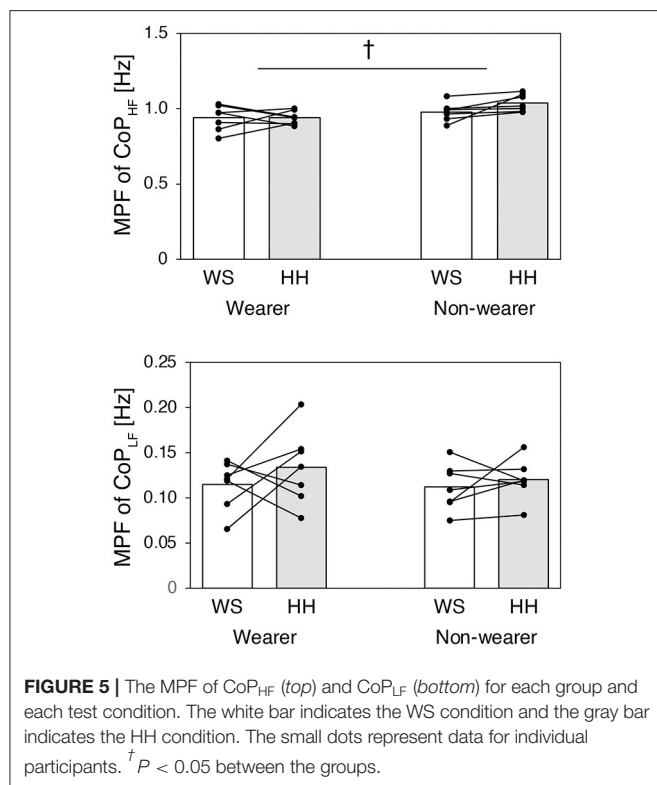 1.5
†
1.0
0.5
0
MPF of CoP_HF [Hz]
WS HH WS HH
Wearer Non-wearer
0.25
0.20
0.15
0.10
0.05
0
MPF of CoP_LF [Hz]
WS HH WS HH
Wearer Non-wearer
FIGURE 5 | The MPF of CoP_HF (top) and CoP_LF (bottom) for each group and
each test condition. The white bar indicates the WS condition and the gray bar
indicates the HH condition. The small dots represent data for individual
participants. †P < 0.05 between the groups.